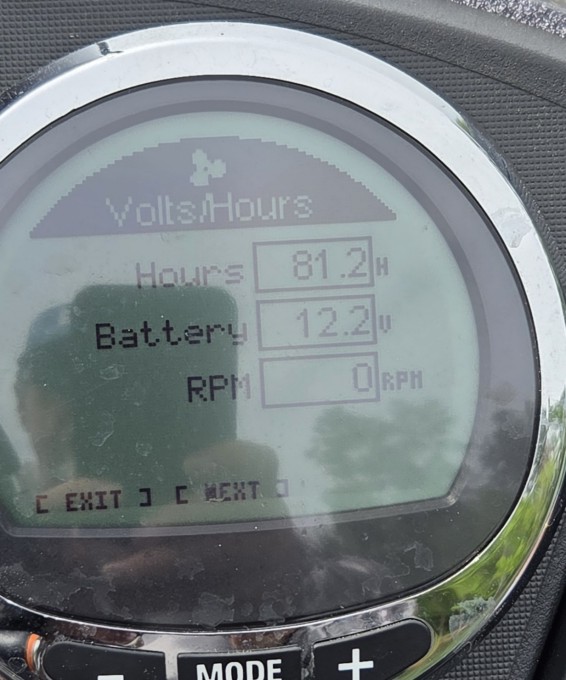 Volts/Hours
Hours 81.2 H
Battery 12.2 V
RPM 0 RPM
[ EXIT ] [ NEXT ]
- MODE +